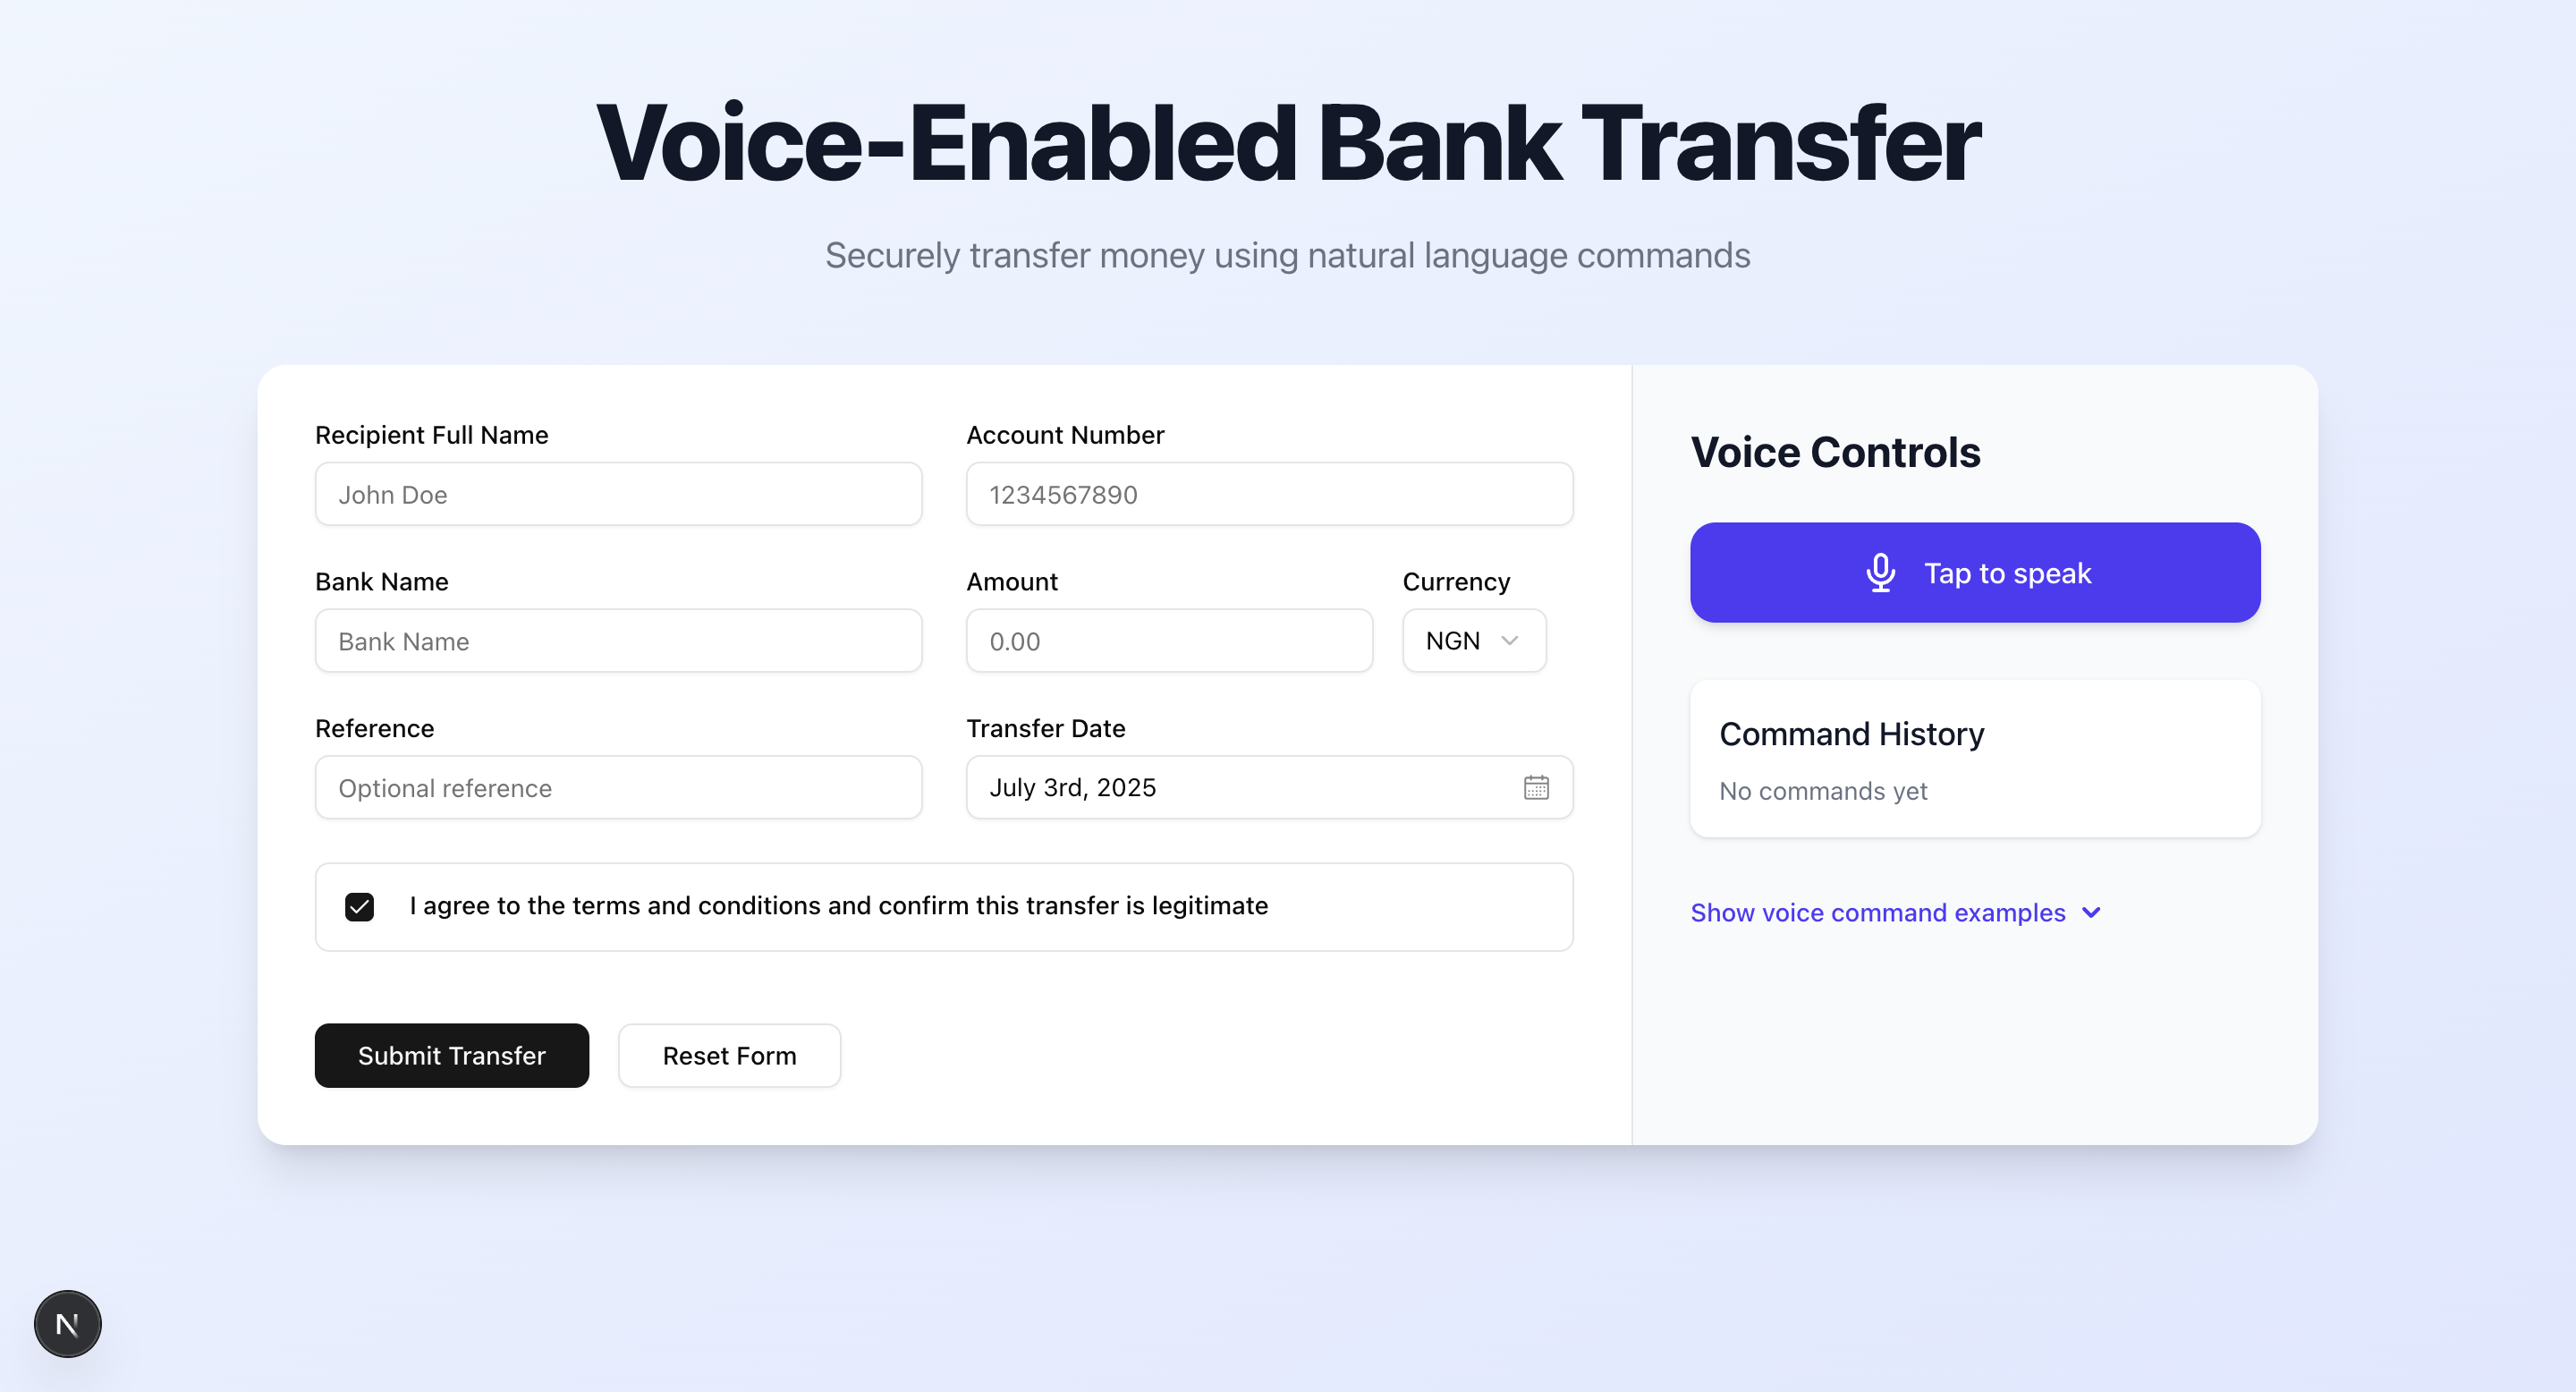 Voice-Enabled Bank Transfer
Securely transfer money using natural language commands
Recipient Full Name
John Doe
Account Number
1234567890
Bank Name
Bank Name
Amount
0.00
Currency
NGN
Reference
Optional reference
Transfer Date
July 3rd, 2025
I agree to the terms and conditions and confirm this transfer is legitimate
Submit Transfer
Reset Form
Voice Controls
Tap to speak
Command History
No commands yet
Show voice command examples
N